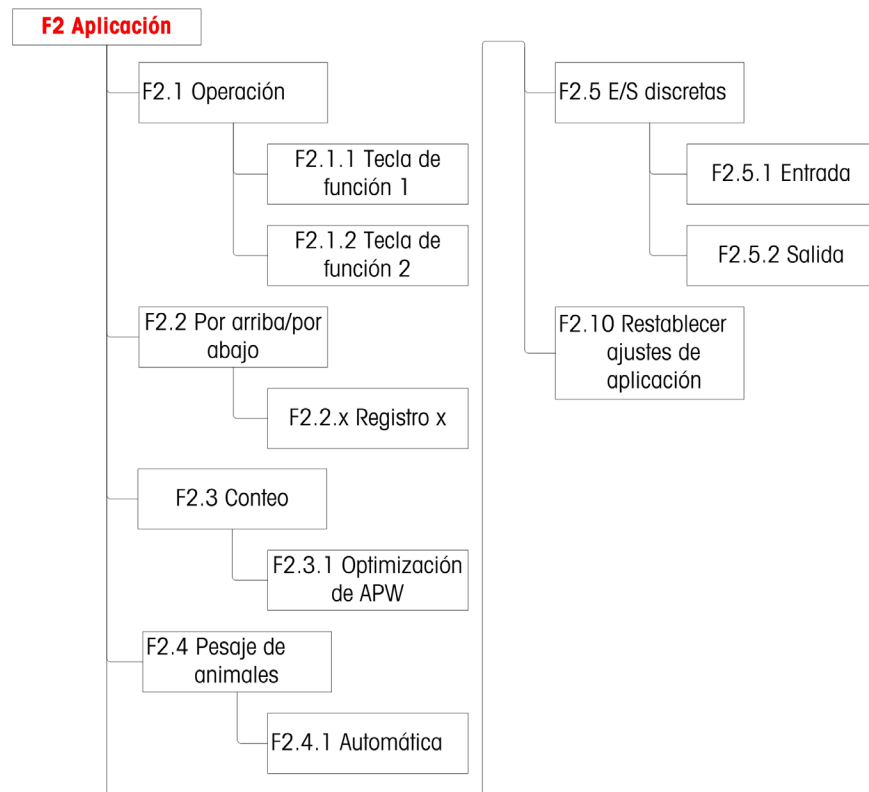 F2 Aplicación
F2.1 Operación
F2.1.1 Tecla de
función 1
F2.1.2 Tecla de
función 2
F2.2 Por arriba/por
abajo
F2.2.x Registro x
F2.3 Conteo
F2.3.1 Optimización
de APW
F2.4 Pesaje de
animales
F2.4.1 Automática
F2.5 E/S discretas
F2.5.1 Entrada
F2.5.2 Salida
F2.10 Restablecer
ajustes de
aplicación